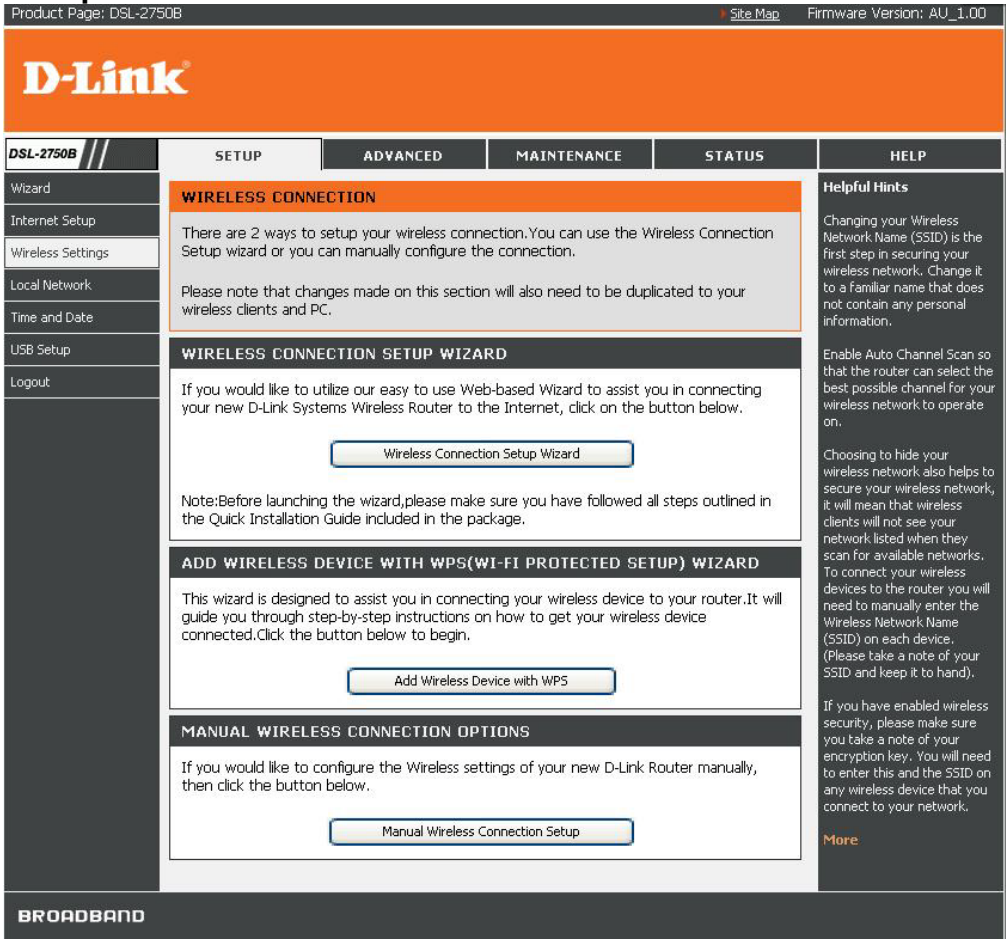 Product Page: DSL-2750B
Site Map
Firmware Version: AU_1.00
D-Link
DSL-2750B
SETUP
ADVANCED
MAINTENANCE
STATUS
HELP
Wizard
Internet Setup
Wireless Settings
Local Network
Time and Date
USB Setup
Logout
WIRELESS CONNECTION
There are 2 ways to setup your wireless connection.You can use the Wireless Connection
Setup wizard or you can manually configure the connection.
Please note that changes made on this section will also need to be duplicated to your
wireless clients and PC.
WIRELESS CONNECTION SETUP WIZARD
If you would like to utilize our easy to use Web-based Wizard to assist you in connecting
your new D-Link Systems Wireless Router to the Internet, click on the button below.
Wireless Connection Setup Wizard
Note:Before launching the wizard,please make sure you have followed all steps outlined in
the Quick Installation Guide included in the package.
ADD WIRELESS DEVICE WITH WPS(WI-FI PROTECTED SETUP) WIZARD
This wizard is designed to assist you in connecting your wireless device to your router.It will
guide you through step-by-step instructions on how to get your wireless device
connected.Click the button below to begin.
Add Wireless Device with WPS
MANUAL WIRELESS CONNECTION OPTIONS
If you would like to configure the Wireless settings of your new D-Link Router manually,
then click the button below.
Manual Wireless Connection Setup
Helpful Hints
Changing your Wireless
Network Name (SSID) is the
first step in securing your
wireless network. Change it
to a familiar name that does
not contain any personal
information.
Enable Auto Channel Scan so
that the router can select the
best possible channel for your
wireless network to operate
on.
Choosing to hide your
wireless network also helps to
secure your wireless network,
it will mean that wireless
clients will not see your
network listed when they
scan for available networks.
To connect your wireless
devices to the router you will
need to manually enter the
Wireless Network Name
(SSID) on each device.
(Please take a note of your
SSID and keep it to hand).
If you have enabled wireless
security, please make sure
you take a note of your
encryption key. You will need
to enter this and the SSID on
any wireless device that you
connect to your network.
More
BROADBAND